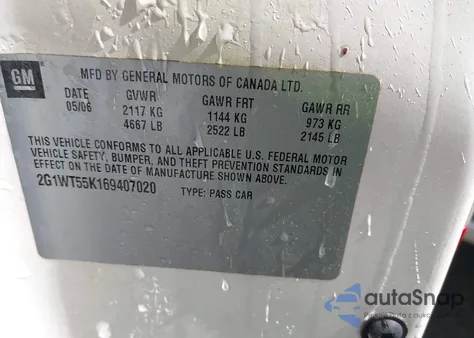 GM
MFD BY GENERAL MOTORS OF CANADA LTD.
DATE GVWR GAWR FRT GAWR RR
05/06 2117 KG 1144 KG 973 KG
4667 LB 2522 LB 2145 LB
THIS VEHICLE CONFORMS TO ALL APPLICABLE U.S. FEDERAL MOTOR
VEHICLE SAFETY, BUMPER, AND THEFT PREVENTION STANDARDS IN
EFFECT ON THE DATE OF MANUFACTURE SHOWN ABOVE.
2G1WT55K169407020 TYPE: PASS CAR
autaSnap